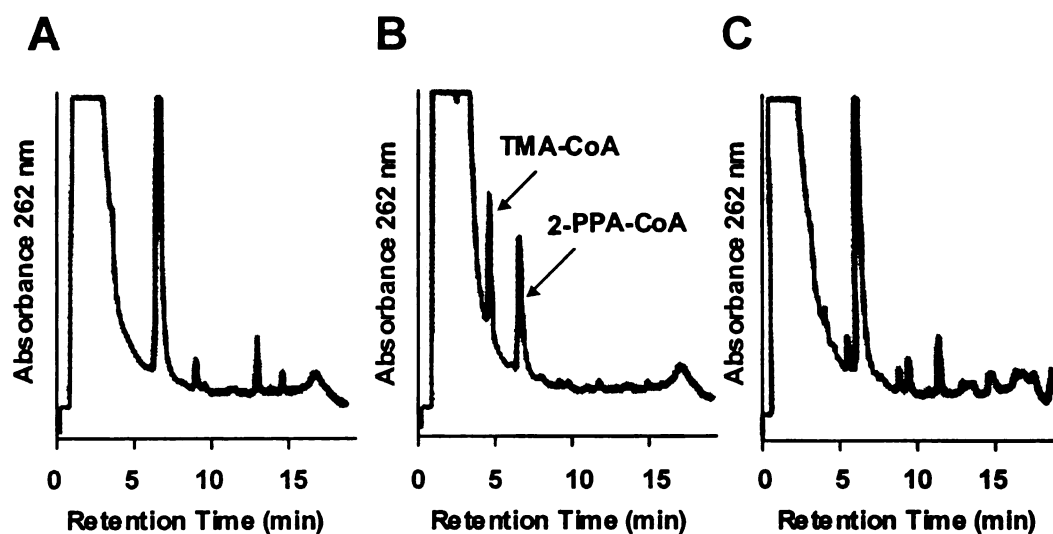 A
B
C
Absorbance 262 nm
0 5 10 15
Retention Time (min)
Absorbance 262 nm
TMA-CoA
2-PPA-CoA
0 5 10 15
Retention Time (min)
Absorbance 262 nm
0 5 10 15
Retention Time (min)